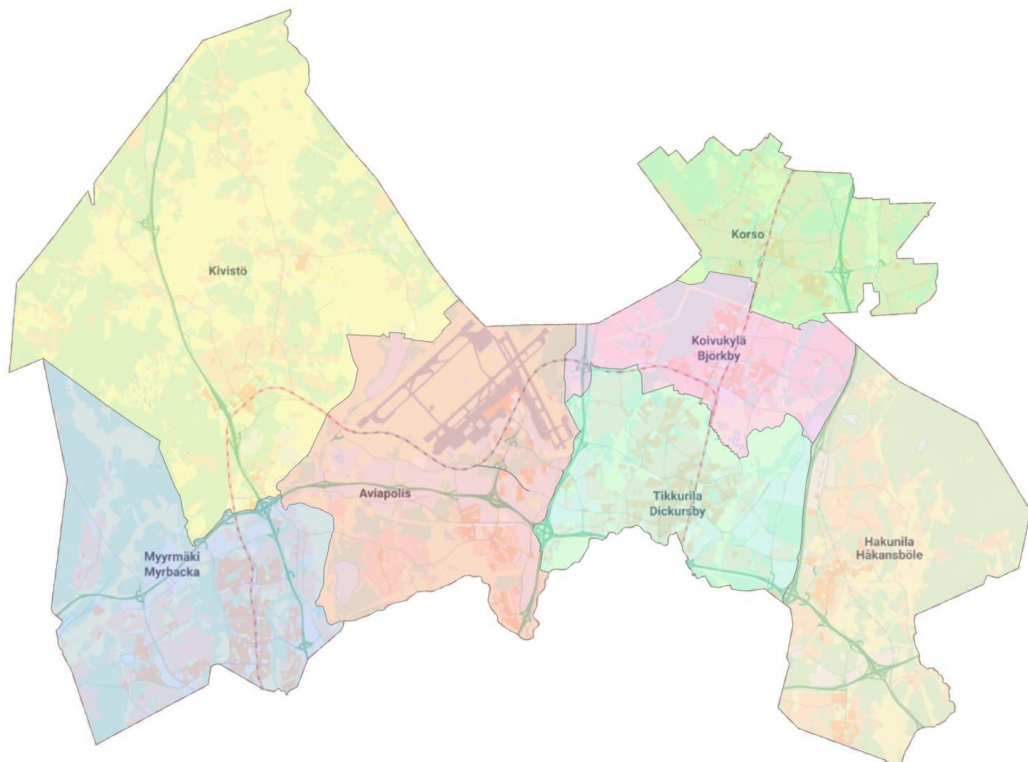 Korso
Kivistö
Koivukylä
Björkby
Aviapolis
Tikkurila
Dickursby
Myyrmäki
Myrbacka
Hakunila
Håkansböle